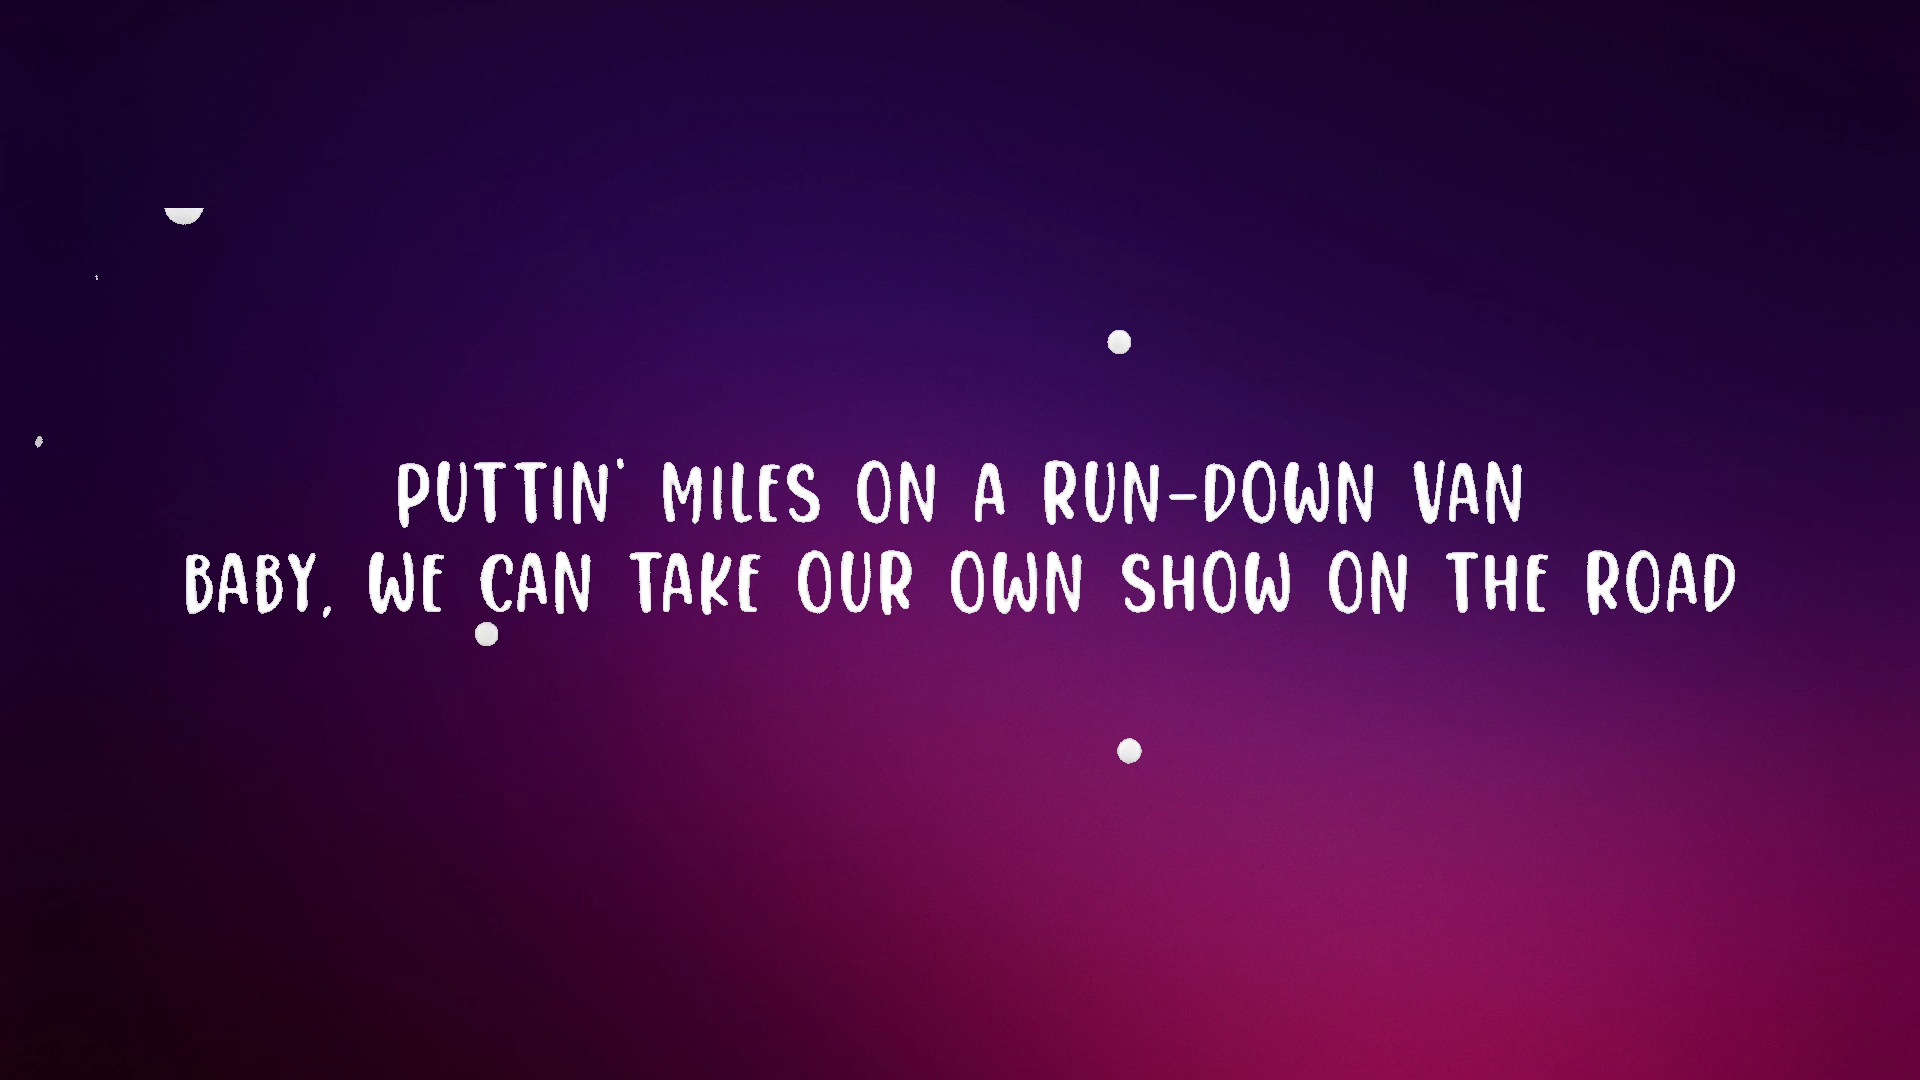 PUTTIN' MILES ON A RUN-DOWN VAN
BABY, WE CAN TAKE OUR OWN SHOW ON THE ROAD